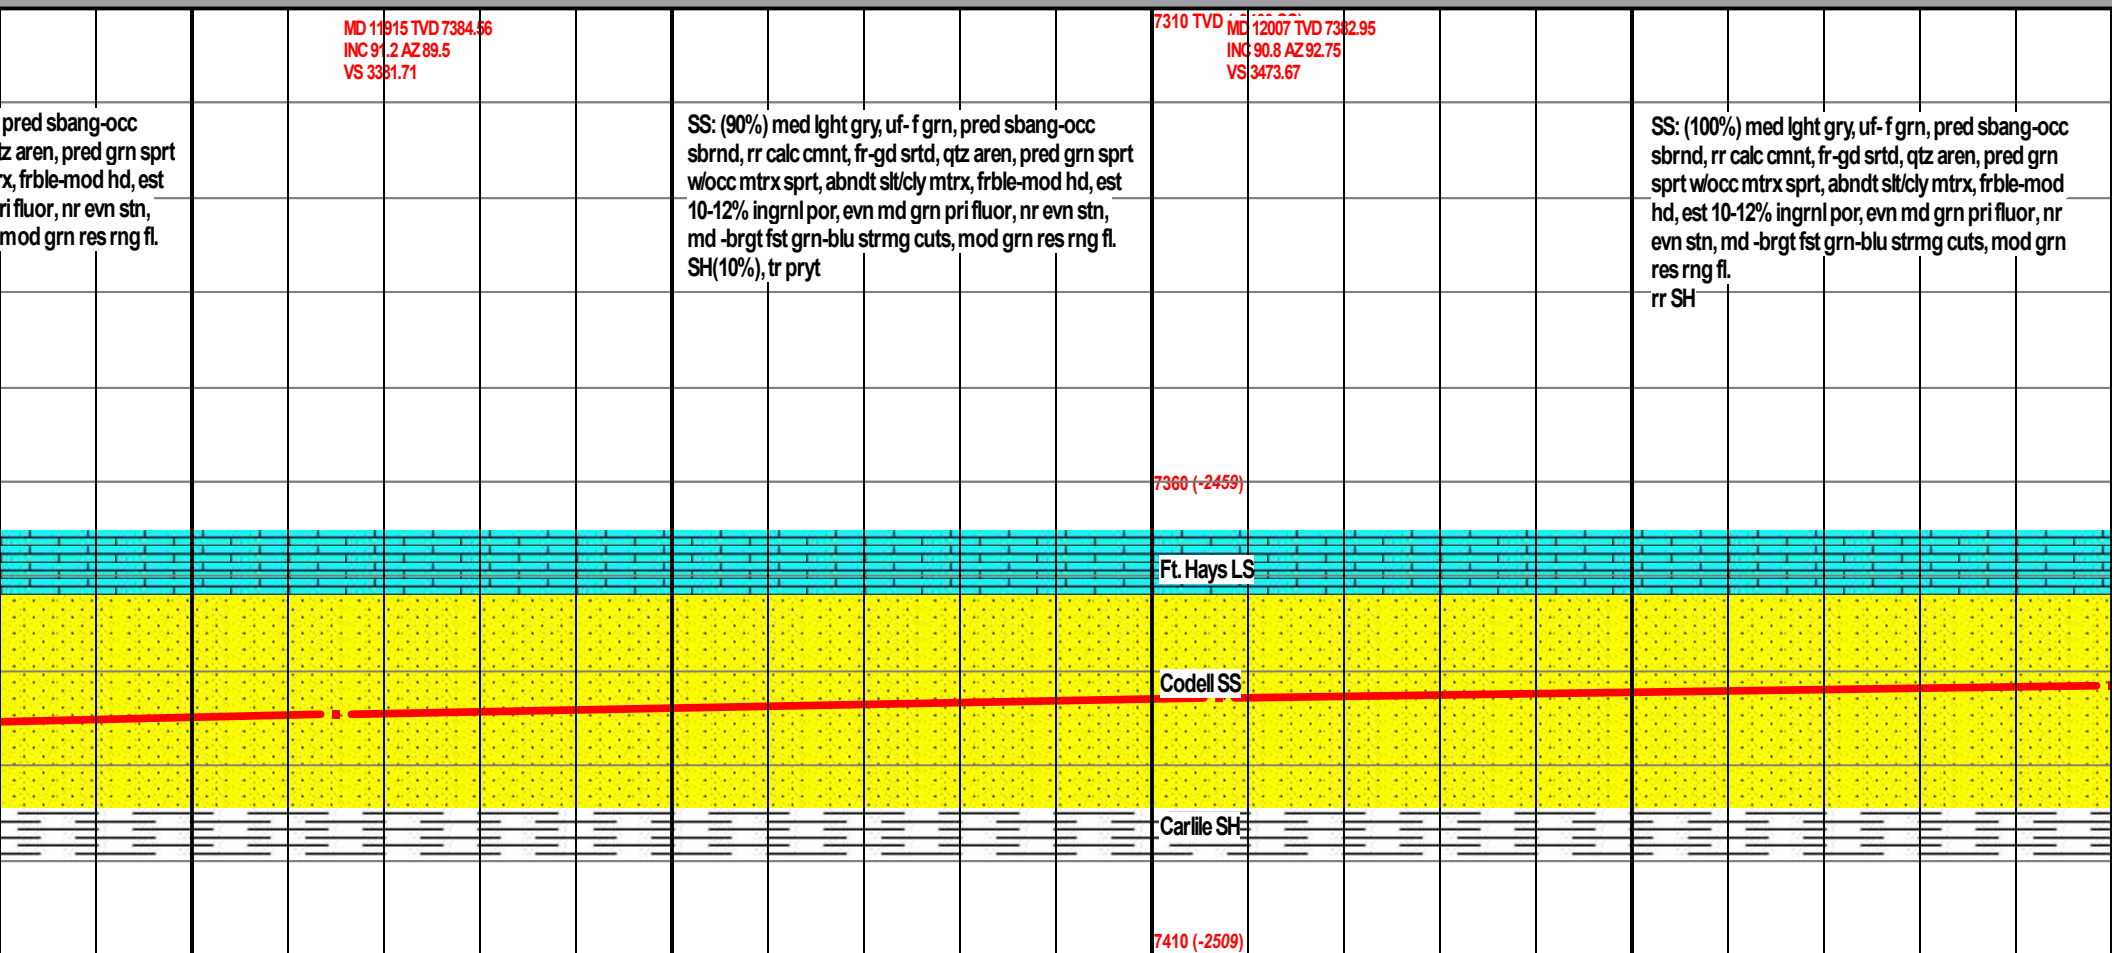 MD 11915 TVD 7384.56
INC 91.2 AZ 89.5
VS 3381.71
7310 TVD
MD 12007 TVD 7382.95
INC 90.8 AZ 92.75
VS 3473.67
pred sbang-occ
tz aren, pred grn sprt
rx, frble-mod hd, est
ri fluor, nr evn stn,
mod grn res rng fl.
SS: (90%) med lght gry, uf- f grn, pred sbang-occ
sbrnd, rr calc cmnt, fr-gd srtd, qtz aren, pred grn sprt
w/occ mtrx sprt, abndt slt/cly mtrx, frble-mod hd, est
10-12% ingrnl por, evn md grn pri fluor, nr evn stn,
md -brgt fst grn-blu strmg cuts, mod grn res rng fl.
SH(10%), tr pryt
SS: (100%) med lght gry, uf- f grn, pred sbang-occ
sbrnd, rr calc cmnt, fr-gd srtd, qtz aren, pred grn
sprt w/occ mtrx sprt, abndt slt/cly mtrx, frble-mod
hd, est 10-12% ingrnl por, evn md grn pri fluor, nr
evn stn, md -brgt fst grn-blu strmg cuts, mod grn
res rng fl.
rr SH
7360 (-2459)
Ft. Hays LS
Codell SS
Carlile SH
7410 (-2509)